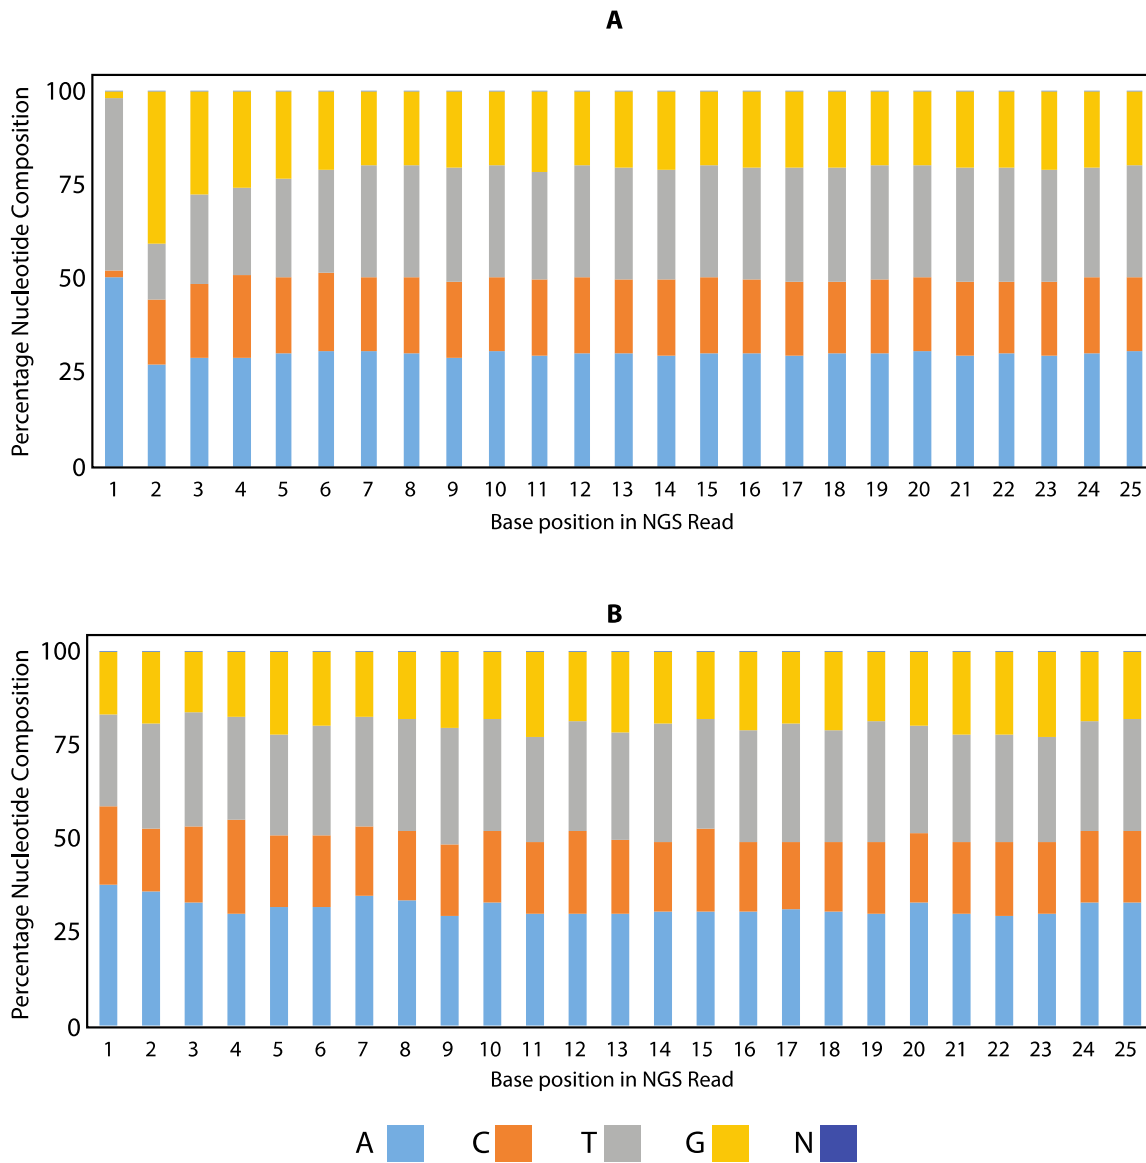 A
Percentage Nucleotide Composition
100
75
50
25
0
1 2 3 4 5 6 7 8 9 10 11 12 13 14 15 16 17 18 19 20 21 22 23 24 25
Base position in NGS Read
B
Percentage Nucleotide Composition
100
75
50
25
0
1 2 3 4 5 6 7 8 9 10 11 12 13 14 15 16 17 18 19 20 21 22 23 24 25
Base position in NGS Read
A C T G N